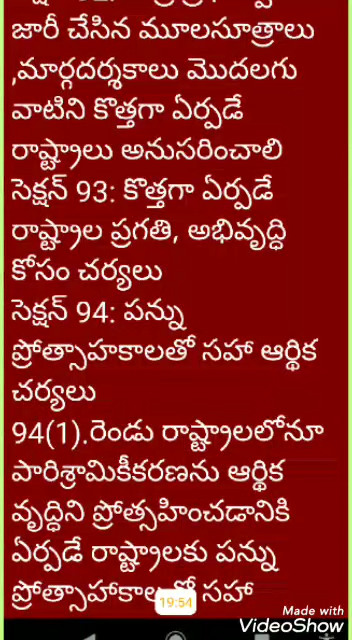 జారీ చేసిన మూలసూత్రాలు
,మార్గదర్శకాలు మొదలగు
వాటిని కొత్తగా ఏర్పడే
రాష్ట్రాలు అనుసరించాలి
సెక్షన్ 93: కొత్తగా ఏర్పడే
రాష్ట్రాల ప్రగతి, అభివృద్ధి
కోసం చర్యలు
సెక్షన్ 94: పన్ను
ప్రోత్సాహకాలతో సహా ఆర్థిక
చర్యలు
94(1).రెండు రాష్ట్రాలలోనూ
పారిశ్రామికీకరణను ఆర్థిక
వృద్ధిని ప్రోత్సహించడానికి
ఏర్పడే రాష్ట్రాలకు పన్ను
సహా
19:54
Made with
VideoShow